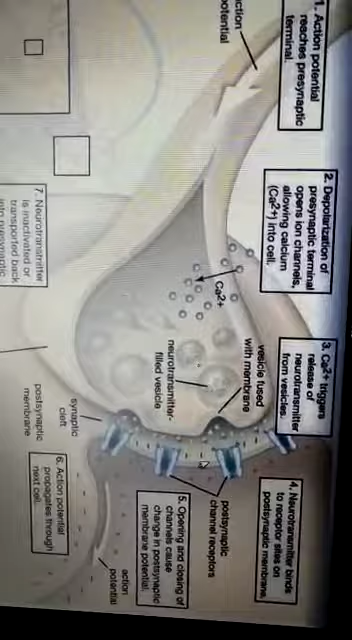 1. Action potential
reaches presynaptic
terminal.
action
potential
2. Depolarization of
presynaptic terminal
opens ion channels,
allowing calcium
(Ca2+) into cell.
Ca2+
3. Ca2+ triggers
release of
neurotransmitter
from vesicles.
vesicle fused
with membrane
neurotransmitter-
filled vesicle
4. Neurotransmitter binds
to receptor sites on
postsynaptic membrane.
postsynaptic
channel receptors
5. Opening and closing of
channels cause
change in postsynaptic
membrane potential.
synaptic
cleft
postsynaptic
membrane
6. Action potential
propagates through
next cell.
action
potential
7. Neurotransmitter
is inactivated or
transported back
into presynaptic